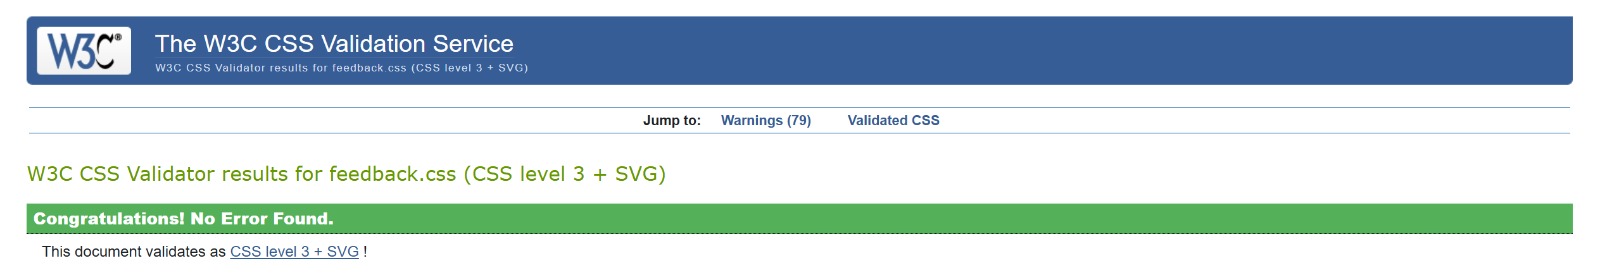 W3C®
The W3C CSS Validation Service
W3C CSS Validator results for feedback.css (CSS level 3 + SVG)
Jump to: Warnings (79) Validated CSS
W3C CSS Validator results for feedback.css (CSS level 3 + SVG)
Congratulations! No Error Found.
This document validates as CSS level 3 + SVG !